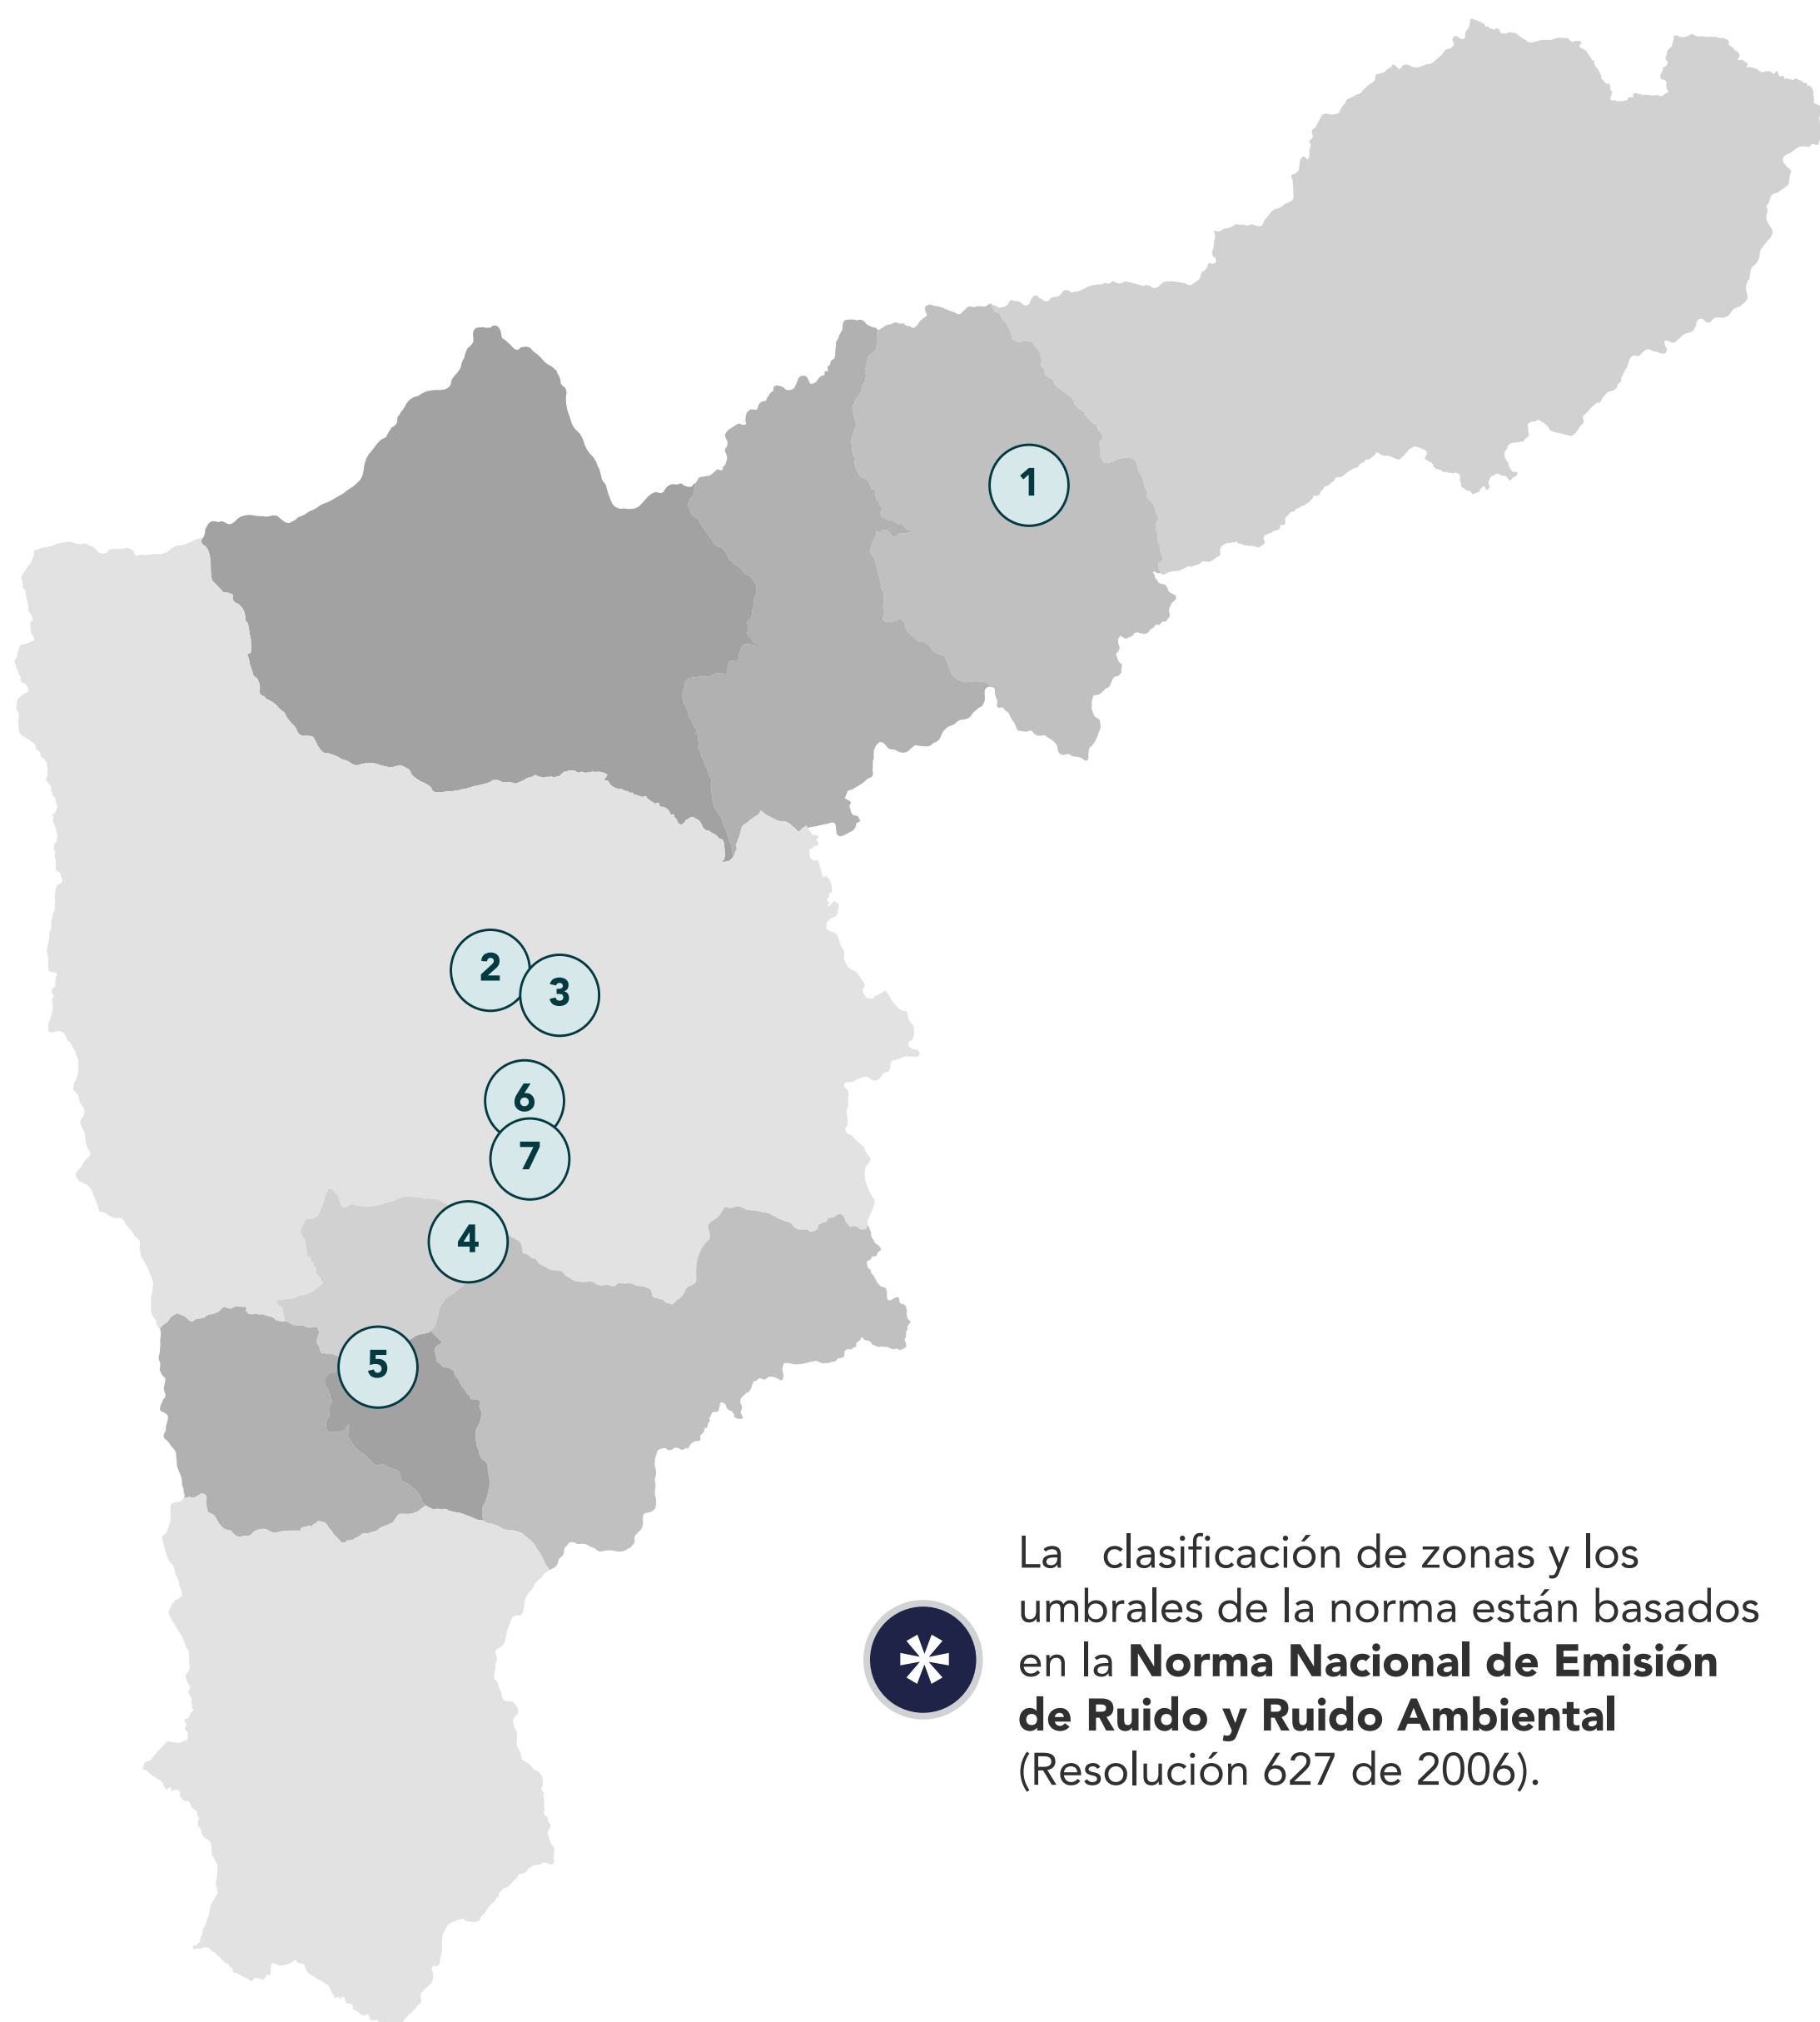 1
2
3
6
7
4
5
La clasificación de zonas y los
umbrales de la norma están basados
en la Norma Nacional de Emisión
de Ruido y Ruido Ambiental
(Resolución 627 de 2006).